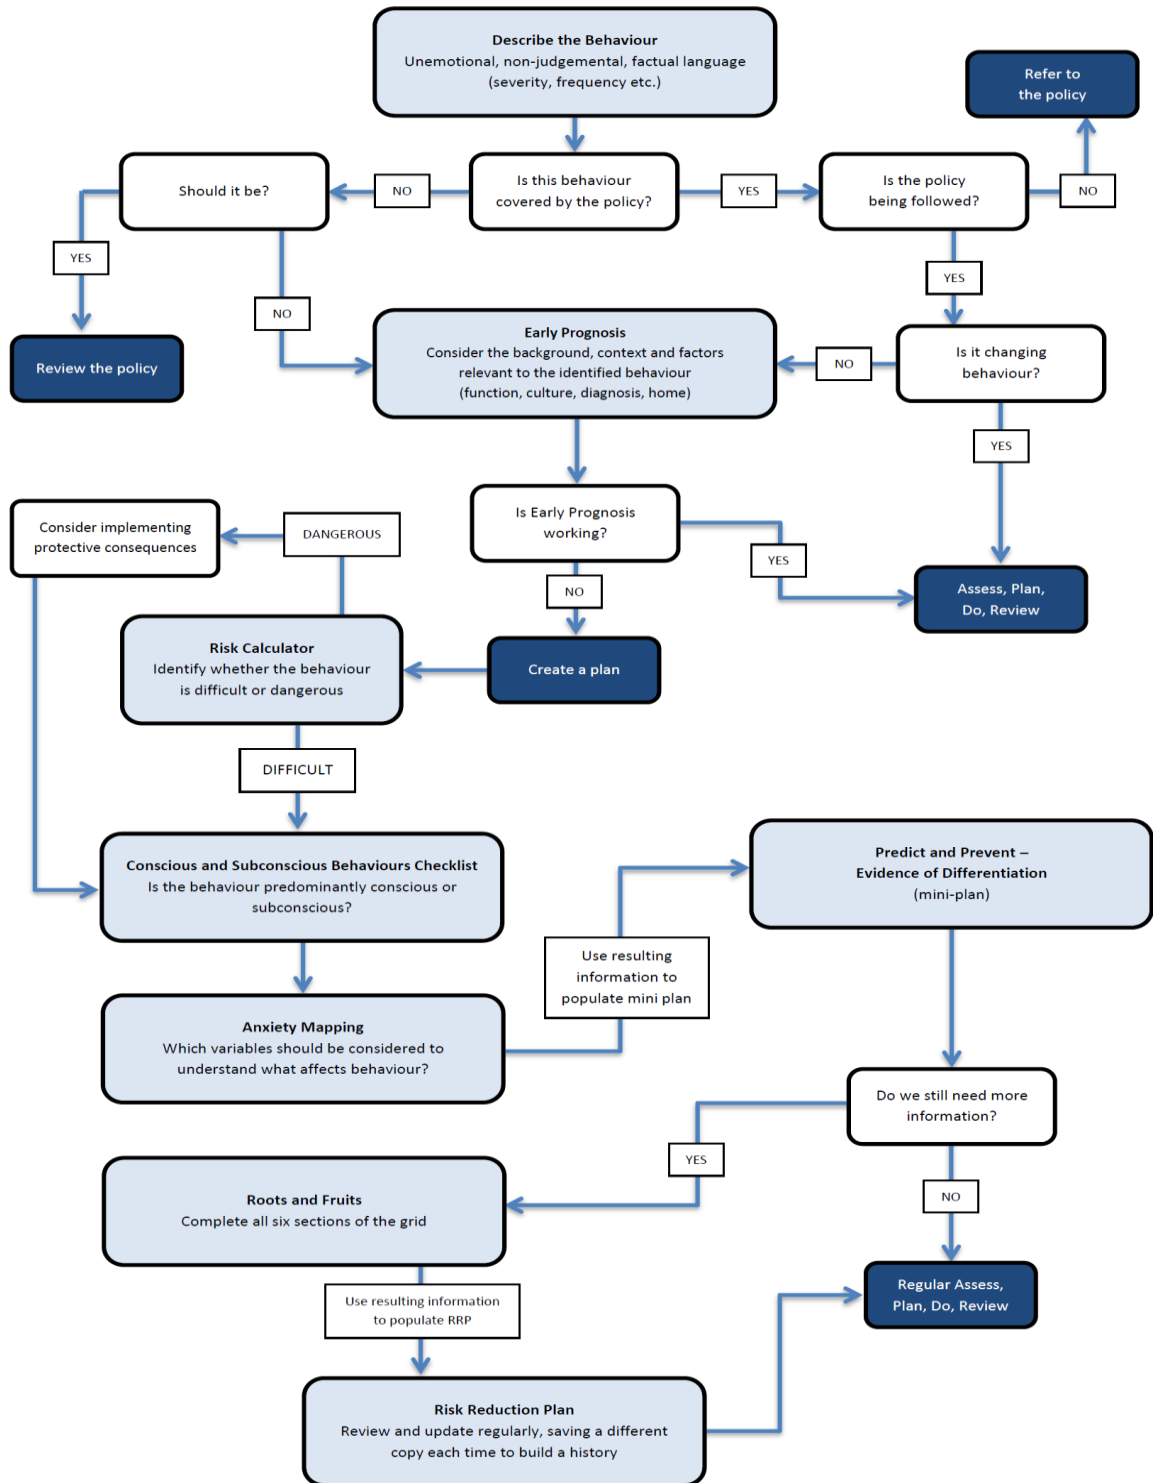 Describe the Behaviour
Unemotional, non-judgemental, factual language
(severity, frequency etc.)
Refer to
the policy
Should it be?
NO
Is this behaviour
covered by the policy?
YES
Is the policy
being followed?
NO
YES
YES
NO
Review the policy
Early Prognosis
Consider the background, context and factors
relevant to the identified behaviour
(function, culture, diagnosis, home)
NO
Is it changing
behaviour?
YES
Consider implementing
protective consequences
DANGEROUS
Is Early Prognosis
working?
YES
NO
Assess, Plan,
Do, Review
Risk Calculator
Identify whether the behaviour
is difficult or dangerous
Create a plan
DIFFICULT
Conscious and Subconscious Behaviours Checklist
Is the behaviour predominantly conscious or
subconscious?
Predict and Prevent –
Evidence of Differentiation
(mini-plan)
Use resulting
information to
populate mini plan
Anxiety Mapping
Which variables should be considered to
understand what affects behaviour?
Do we still need more
information?
YES
NO
Roots and Fruits
Complete all six sections of the grid
Use resulting information
to populate RRP
Regular Assess,
Plan, Do, Review
Risk Reduction Plan
Review and update regularly, saving a different
copy each time to build a history